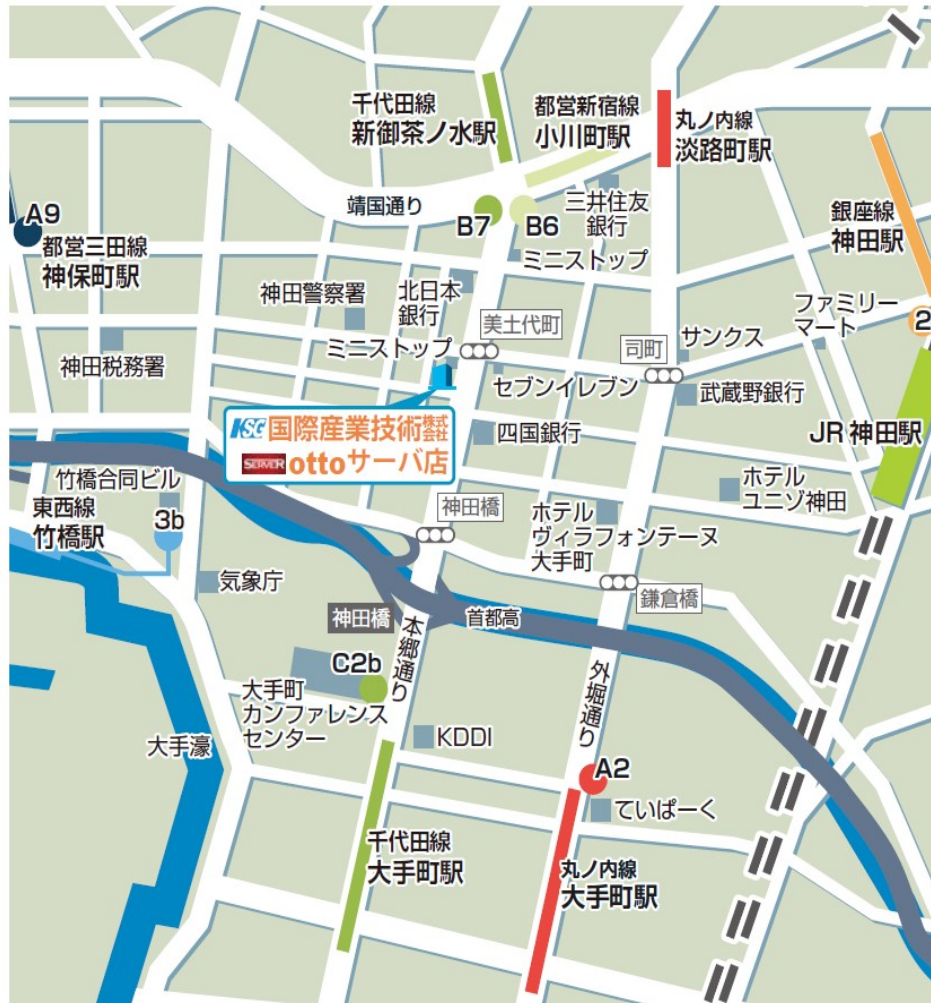 千代田線
新御茶ノ水駅
都営新宿線
小川町駅
丸ノ内線
淡路町駅
靖国通り
B7
B6
三井住友
銀行
銀座線
神田駅
A9
都営三田線
神保町駅
ミニストップ
神田警察署
北日本
銀行
美土代町
ファミリー
マート
2
神田税務署
ミニストップ
司町
サンクス
セブンイレブン
武蔵野銀行
KSC 国際産業技術株式会社
SERVER ottoサーバ店
四国銀行
JR 神田駅
竹橋合同ビル
東西線
竹橋駅
3b
神田橋
ホテル
ヴィラフォンテーヌ
大手町
ホテル
ユニゾ神田
気象庁
鎌倉橋
神田橋
首都高
本郷通り
外堀通り
C2b
大手町
カンファレンス
センター
大手濠
KDDI
A2
ていぱーく
千代田線
大手町駅
丸ノ内線
大手町駅